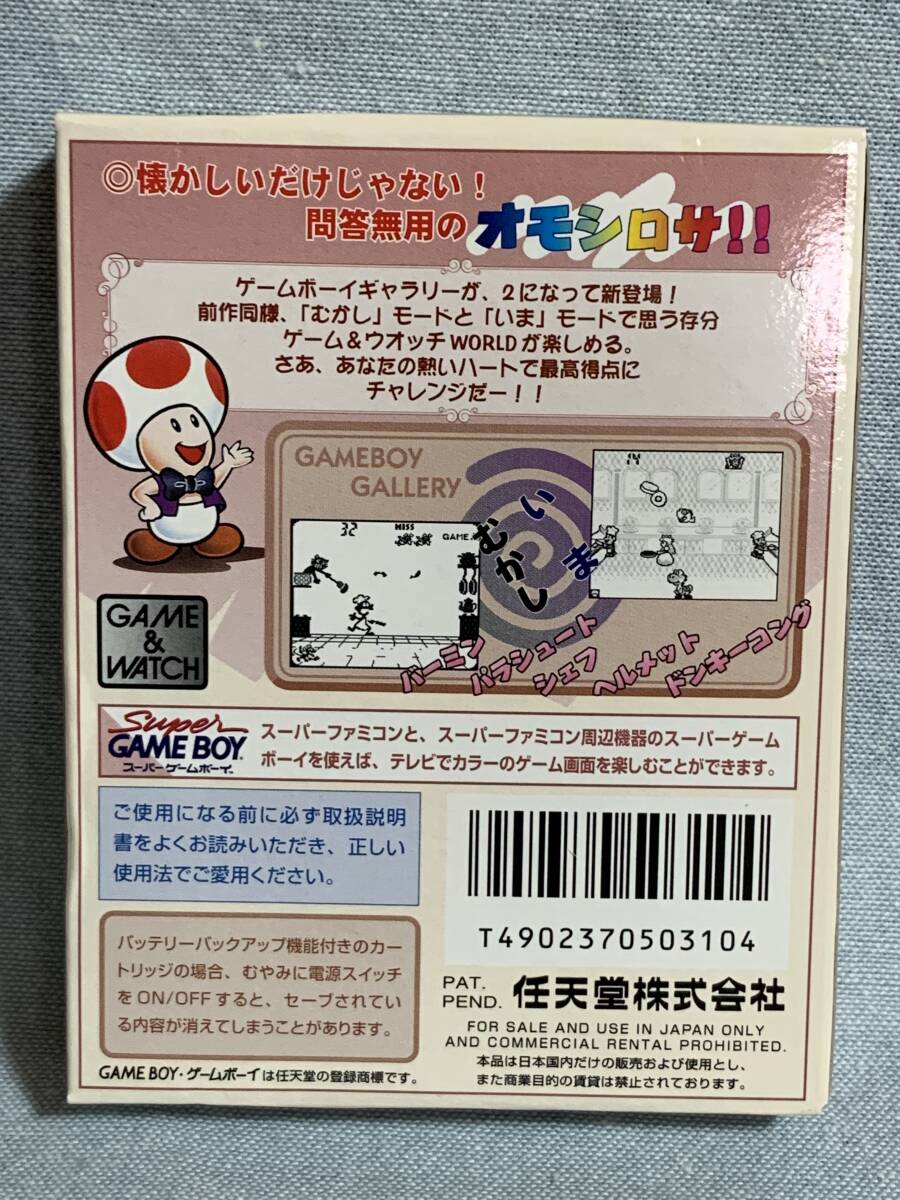 ◎懐かしいだけじゃない！
問答無用のオモシロサ!!
ゲームボーイギャラリーが、2になって新登場！
前作同様、「むかし」モードと「いま」モードで思う存分
ゲーム＆ウオッチWORLDが楽しめる。
さあ、あなたの熱いハートで最高得点に
チャレンジだー！！
GAMEBOY
GALLERY
いま
むかし
14
32
MISS
GAME
バーミン
パラシュート
シェフ
ヘルメット
ドンキーコング
GAME
&
WATCH
Super
GAME BOY
スーパーゲームボーイ
スーパーファミコンと、スーパーファミコン周辺機器のスーパーゲーム
ボーイを使えば、テレビでカラーのゲーム画面を楽しむことができます。
ご使用になる前に必ず取扱説明
書をよくお読みいただき、正しい
使用法でご愛用ください。
バッテリーバックアップ機能付きのカー
トリッジの場合、むやみに電源スイッチ
をON/OFFすると、セーブされてい
る内容が消えてしまうことがあります。
GAME BOY・ゲームボーイは任天堂の登録商標です。
T4902370503104
PAT.
PEND. 任天堂株式会社
FOR SALE AND USE IN JAPAN ONLY
AND COMMERCIAL RENTAL PROHIBITED.
本品は日本国内だけの販売および使用とし、
また商業目的の賃貸は禁止されております。